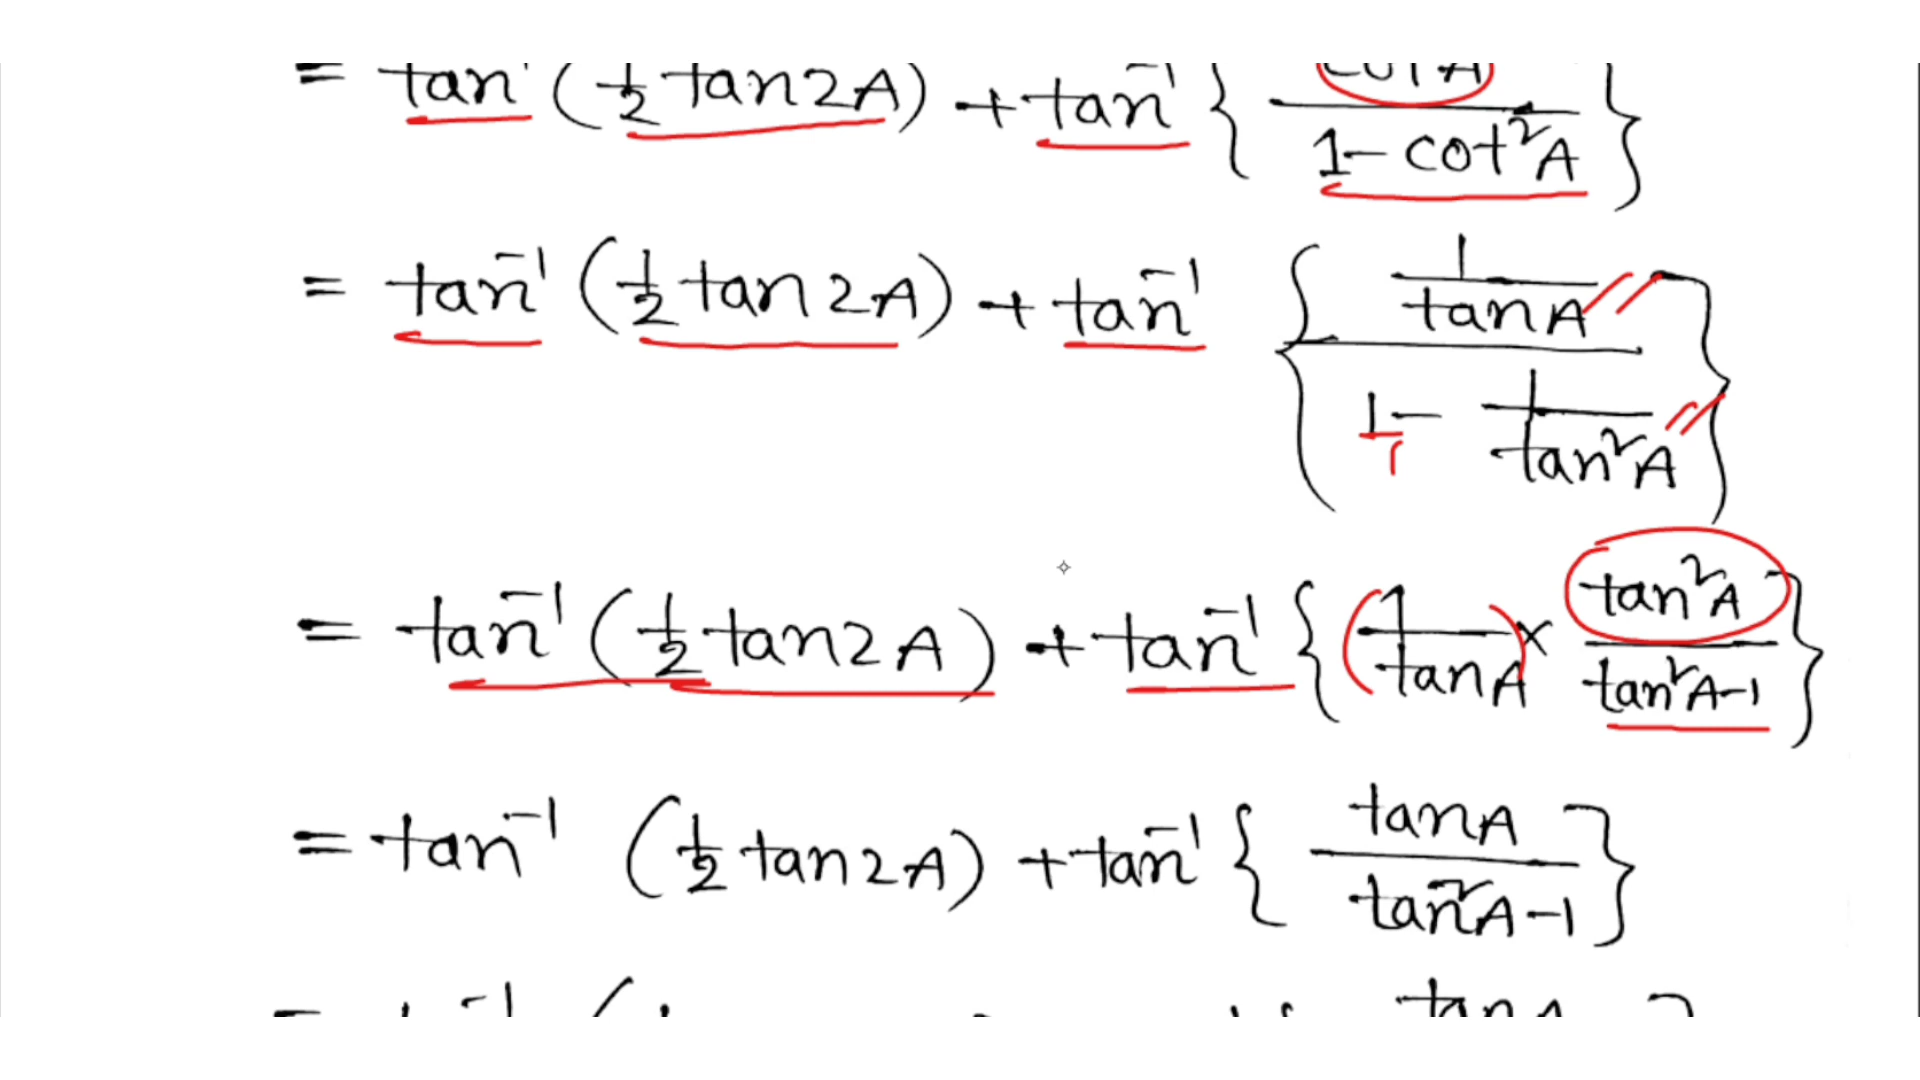 = tan⁻¹ (1/2 tan2A) + tan⁻¹ { cot A / 1 - cot²A }
= tan⁻¹ (1/2 tan2A) + tan⁻¹ { 1/tanA / 1/1 - 1/tan²A }
= tan⁻¹ (1/2 tan2A) + tan⁻¹ { (1/tanA) × tan²A / tan²A-1 }
= tan⁻¹ (1/2 tan2A) + tan⁻¹ { tanA / tan²A-1 }